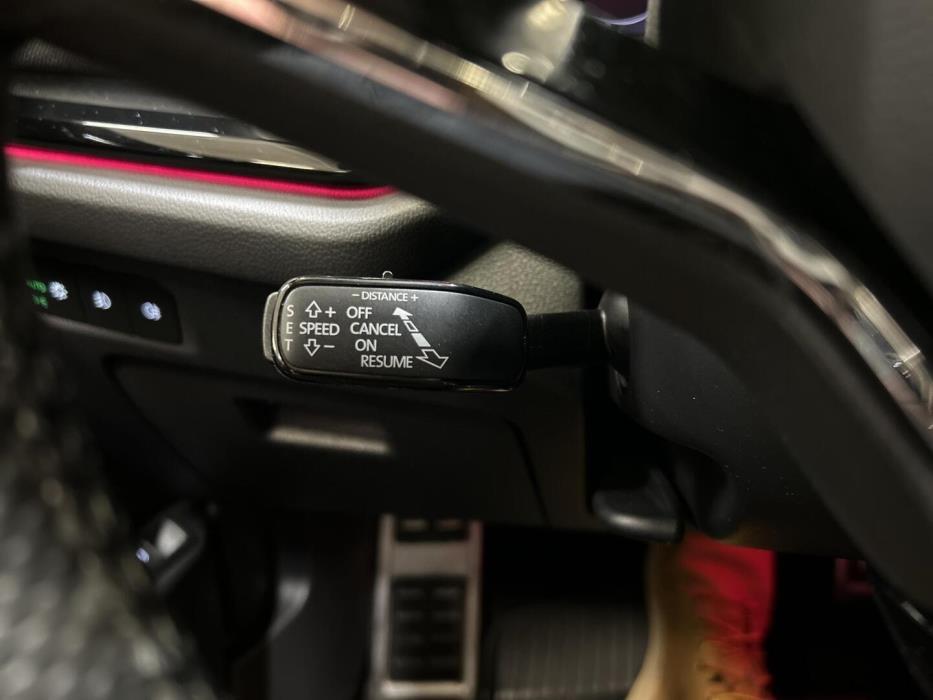 - DISTANCE +
S + OFF
E SPEED CANCEL
T - ON
RESUME